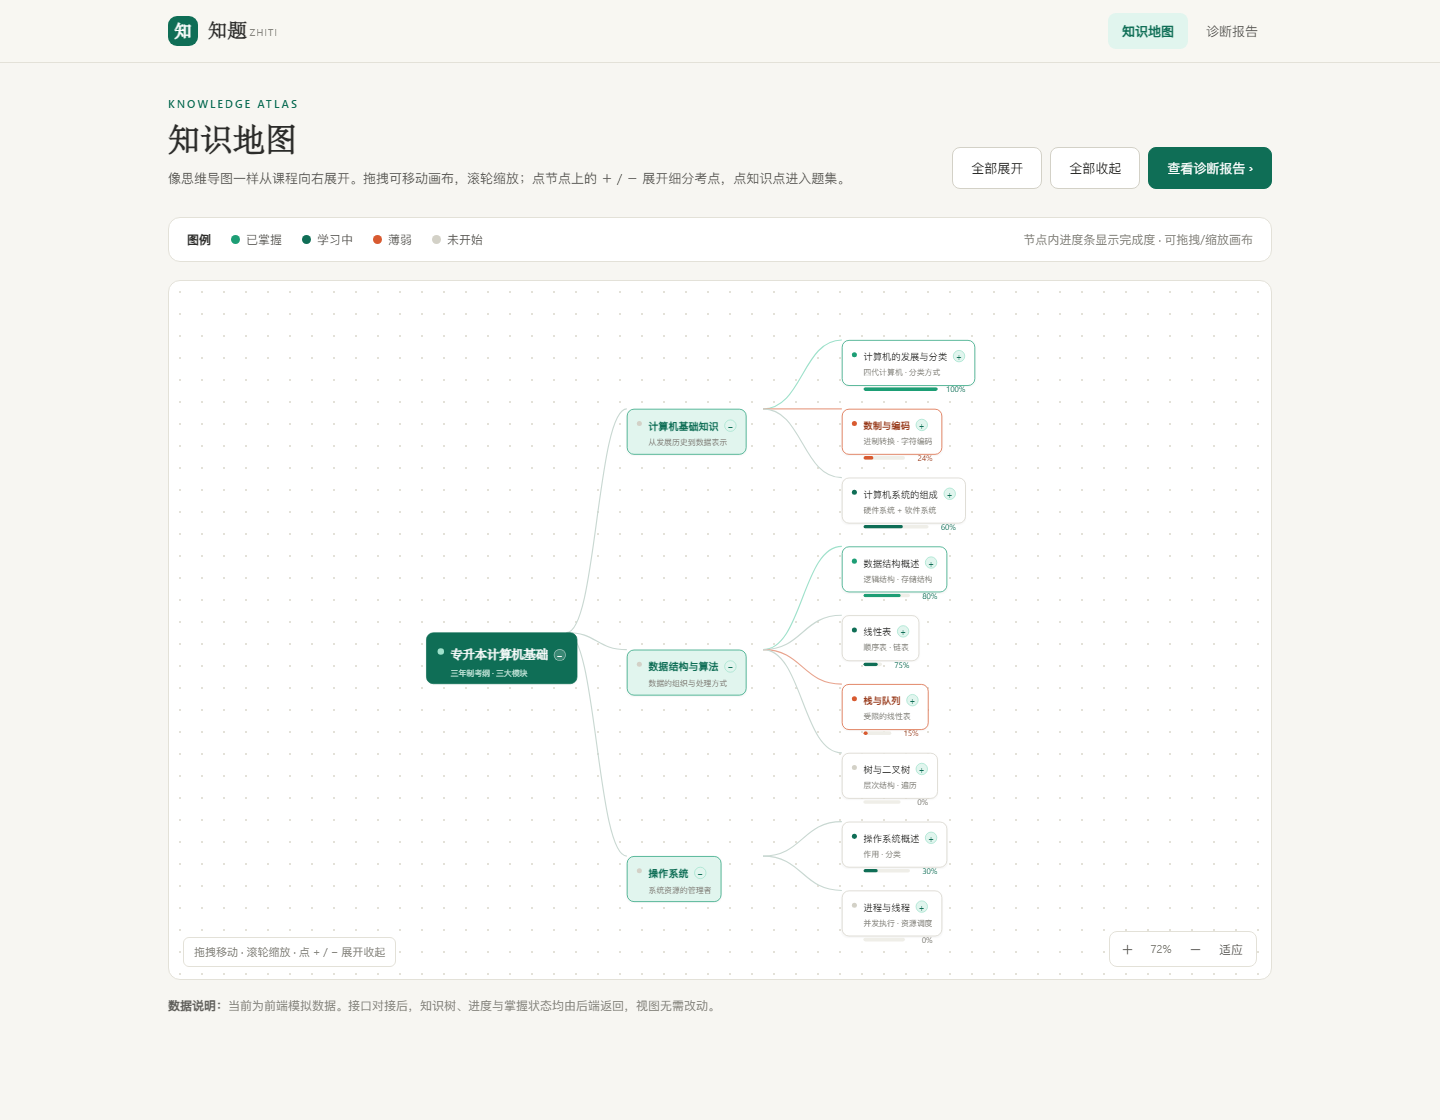 知 知题 ZHITI
知识地图 诊断报告
KNOWLEDGE ATLAS
知识地图
像思维导图一样从课程向右展开。拖拽可移动画布，滚轮缩放；点节点上的 ＋ / − 展开细分考点，点知识点进入题集。
全部展开 全部收起 查看诊断报告 ›
图例 已掌握 学习中 薄弱 未开始
节点内进度条显示完成度 · 可拖拽/缩放画布
专升本计算机基础 −
三年制考纲 · 三大模块
计算机基础知识 −
从发展历史到数据表示
计算机的发展与分类 +
四代计算机 · 分类方式
100%
数制与编码 +
进制转换 · 字符编码
24%
计算机系统的组成 +
硬件系统 + 软件系统
60%
数据结构与算法 −
数据的组织与处理方式
数据结构概述 +
逻辑结构 · 存储结构
80%
线性表 +
顺序表 · 链表
75%
栈与队列 +
受限的线性表
15%
树与二叉树 +
层次结构 · 遍历
0%
操作系统 −
系统资源的管理者
操作系统概述 +
作用 · 分类
30%
进程与线程 +
并发执行 · 资源调度
0%
拖拽移动 · 滚轮缩放 · 点 + / − 展开收起
＋ 72% − 适应
数据说明：当前为前端模拟数据。接口对接后，知识树、进度与掌握状态均由后端返回，视图无需改动。